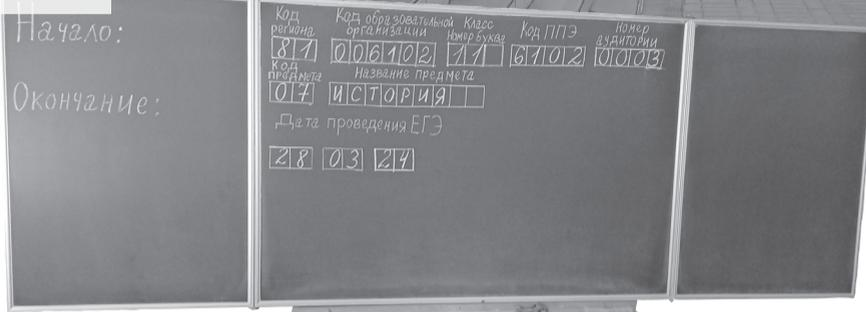 Начало:
Окончание:
Код региона Код образовательной организации Класс Номер буква Код ППЭ Номер аудитории
81 006102 11 6102 0003
Код предмета Название предмета
07 ИСТОРИЯ
Дата проведения ЕГЭ
28 03 24